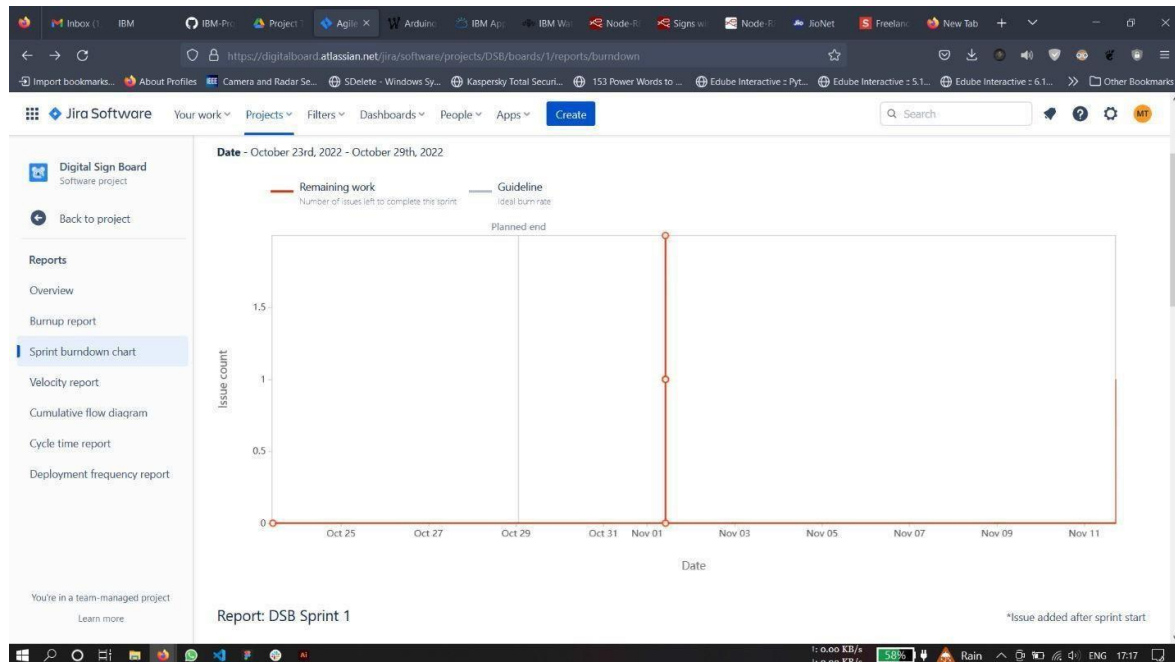 Inbox (1
IBM
IBM-Pro
Project T
Agile
Arduino
IBM App
IBM Wat
Node-R
Signs w
Node-R
JioNet
Freelanc
New Tab
https://digitalboard.atlassian.net/jira/software/projects/DSB/boards/1/reports/burndown
Import bookmarks...
About Profiles
Camera and Radar Se...
SDelete - Windows Sy...
Kaspersky Total Securi...
153 Power Words to ...
Edube Interactive :: Pyt...
Edube Interactive :: 5.1...
Edube Interactive :: 6.1...
Other Bookmarks
Jira Software
Your work
Projects
Filters
Dashboards
People
Apps
Create
Search
MT
Digital Sign Board
Software project
Back to project
Reports
Overview
Burnup report
Sprint burndown chart
Velocity report
Cumulative flow diagram
Cycle time report
Deployment frequency report
You're in a team-managed project
Learn more
Date - October 23rd, 2022 - October 29th, 2022
Remaining work
Number of issues left to complete this sprint
Guideline
Ideal burn rate
Planned end
1.5
1
0.5
0
Issue count
Oct 25
Oct 27
Oct 29
Oct 31
Nov 01
Nov 03
Nov 05
Nov 07
Nov 09
Nov 11
Date
Report: DSB Sprint 1
*Issue added after sprint start
0.00 KB/s
58%
Rain
ENG
17:17